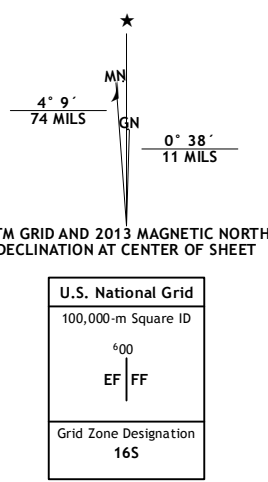 ★
MN
4° 9´
74 MILS
GN
0° 38´
11 MILS
TM GRID AND 2013 MAGNETIC NORTH
DECLINATION AT CENTER OF SHEET
U.S. National Grid
100,000-m Square ID
⁶00
EF FF
Grid Zone Designation
16S